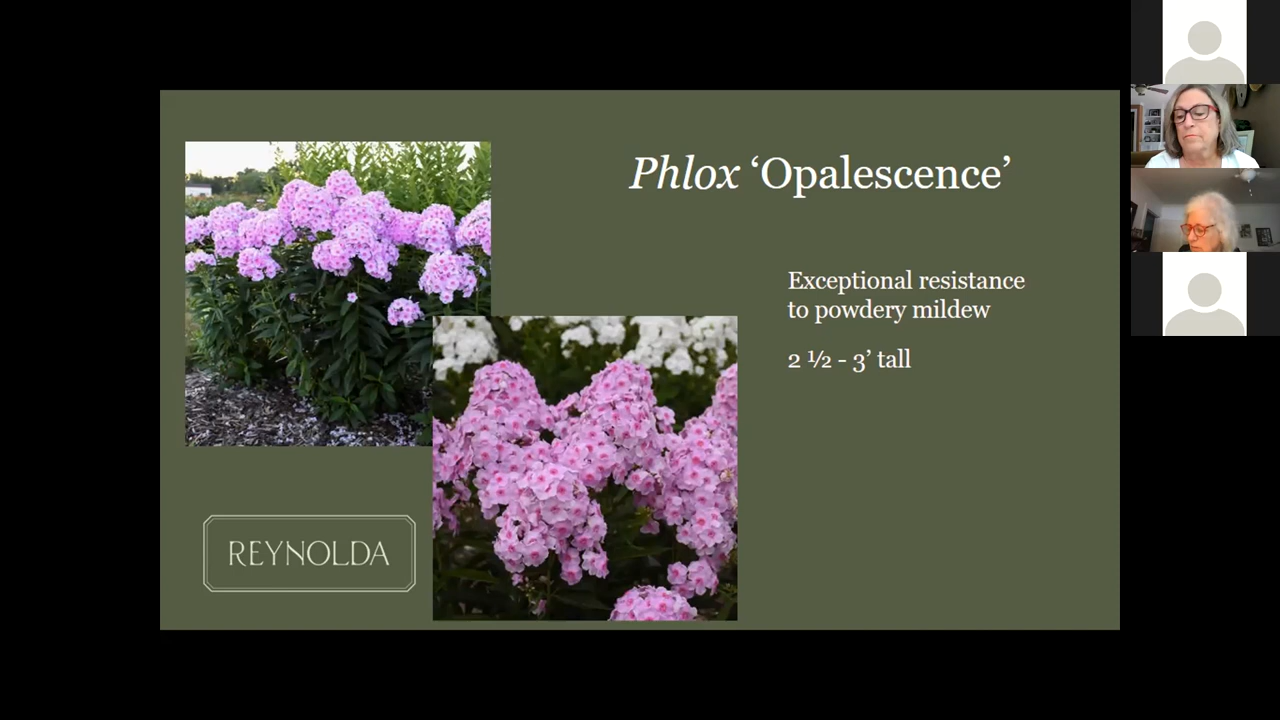 Phlox ‘Opalescence’
Exceptional resistance
to powdery mildew
2 ½ - 3’ tall
REYNOLDA